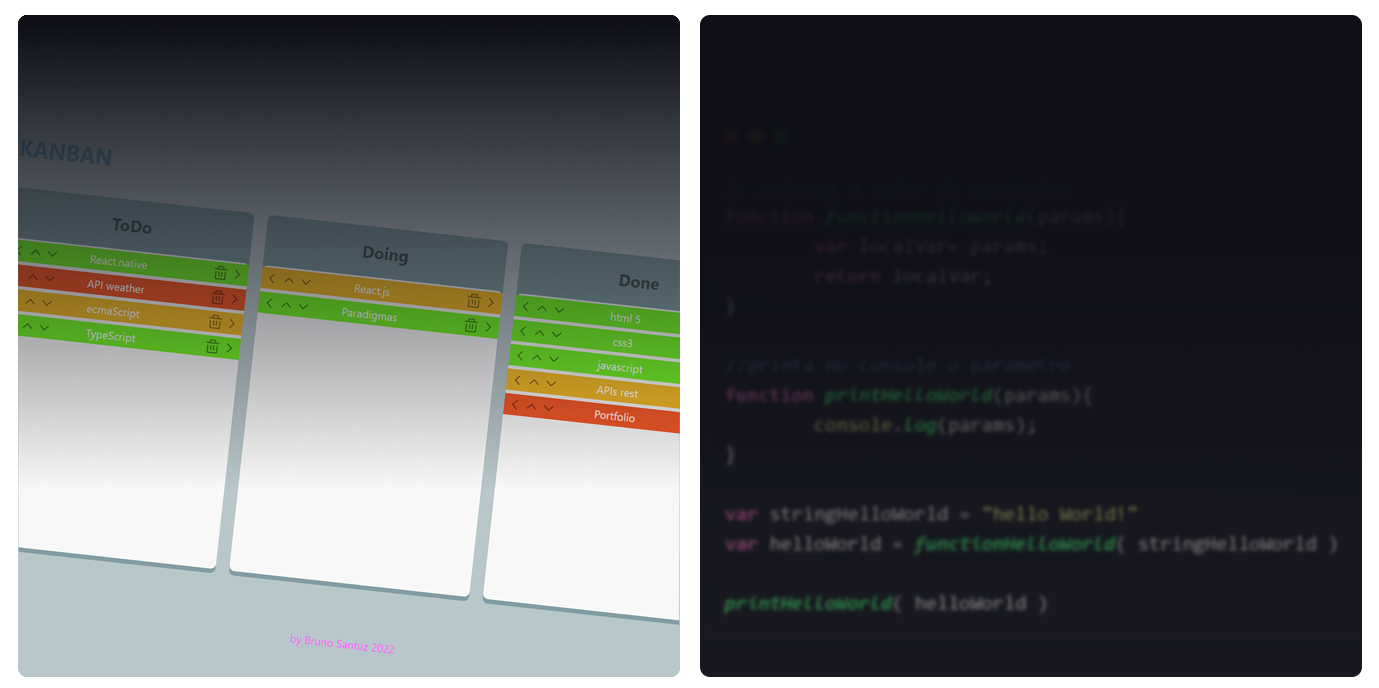 KANBAN
ToDo
React native
API weather
ecmaScript
TypeScript
Doing
React.js
Paradigmas
Done
html 5
css3
javascript
APIs rest
Portfolio
by Bruno Santuz 2022
function functionHelloWorld(params){
var localVar= params;
return localVar;
}
//printa no console o parametro
function printHelloWorld(params){
console.log(params);
}
var stringHelloWorld = "hello World!"
var helloWorld = functionHelloWorld( stringHelloWorld )
printHelloWorld( helloWorld )